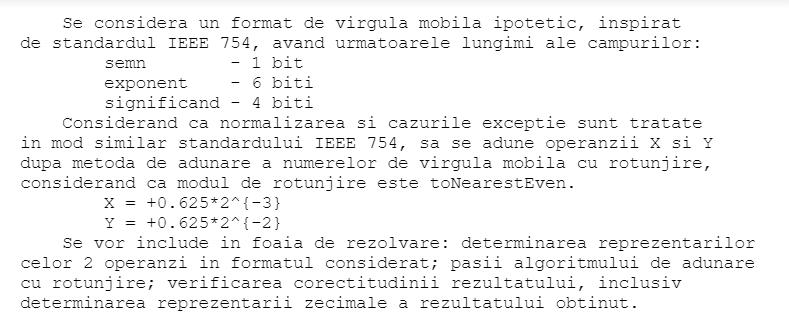 Se considera un format de virgula mobila ipotetic, inspirat
de standardul IEEE 754, avand urmatoarele lungimi ale campurilor:
semn - 1 bit
exponent - 6 biti
significand - 4 biti
Considerand ca normalizarea si cazurile exceptie sunt tratate
in mod similar standardului IEEE 754, sa se adune operanzii X si Y
dupa metoda de adunare a numerelor de virgula mobila cu rotunjire,
considerand ca modul de rotunjire este toNearestEven.
X = +0.625*2^{-3}
Y = +0.625*2^{-2}
Se vor include in foaia de rezolvare: determinarea reprezentarilor
celor 2 operanzi in formatul considerat; pasii algoritmului de adunare
cu rotunjire; verificarea corectitudinii rezultatului, inclusiv
determinarea reprezentarii zecimale a rezultatului obtinut.